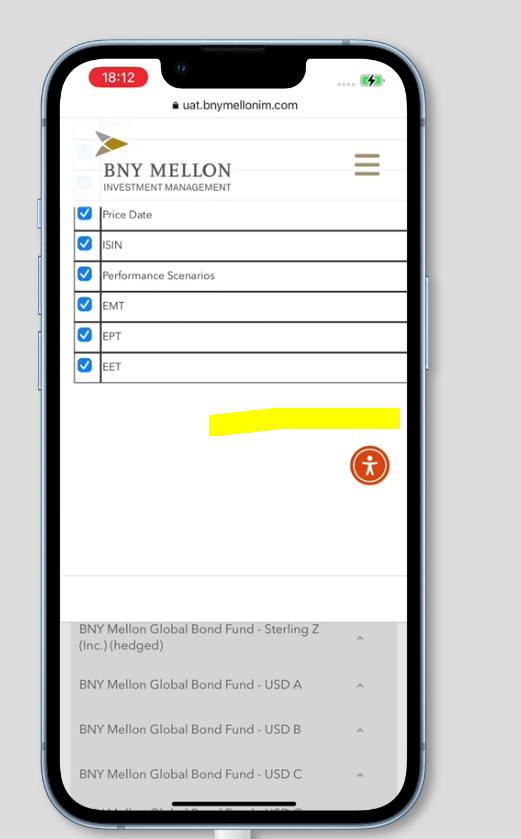 18:12
uat.bnymellonim.com
BNY MELLON
INVESTMENT MANAGEMENT
Price Date
ISIN
Performance Scenarios
EMT
EPT
EET
BNY Mellon Global Bond Fund - Sterling Z
(Inc.) (hedged)
BNY Mellon Global Bond Fund - USD A
BNY Mellon Global Bond Fund - USD B
BNY Mellon Global Bond Fund - USD C